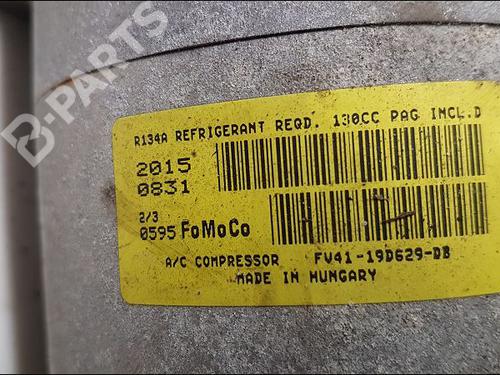 B-PARTS
R134A REFRIGERANT REQD. 130CC PAG INCL.D
2015
0831
2/3
0595 FoMoCo
A/C COMPRESSOR FV41-19D629-DB
MADE IN HUNGARY